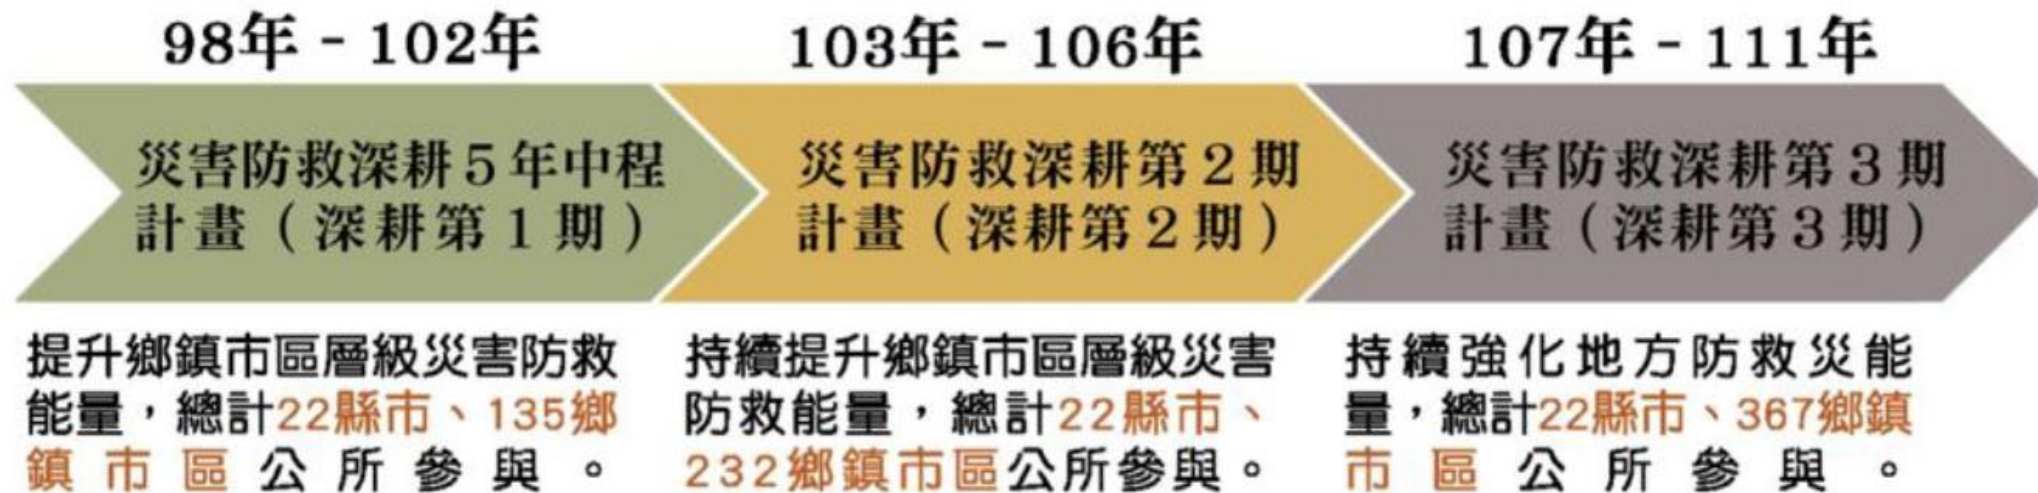 98年 - 102年
災害防救深耕5年中程
計畫（深耕第1期）
提升鄉鎮市區層級災害防救
能量，總計22縣市、135鄉
鎮市區公所參與。
103年 - 106年
災害防救深耕第2期
計畫（深耕第2期）
持續提升鄉鎮市區層級災害
防救能量，總計22縣市、
232鄉鎮市區公所參與。
107年 - 111年
災害防救深耕第3期
計畫（深耕第3期）
持續強化地方防救災能
量，總計22縣市、367鄉鎮
市區公所參與。